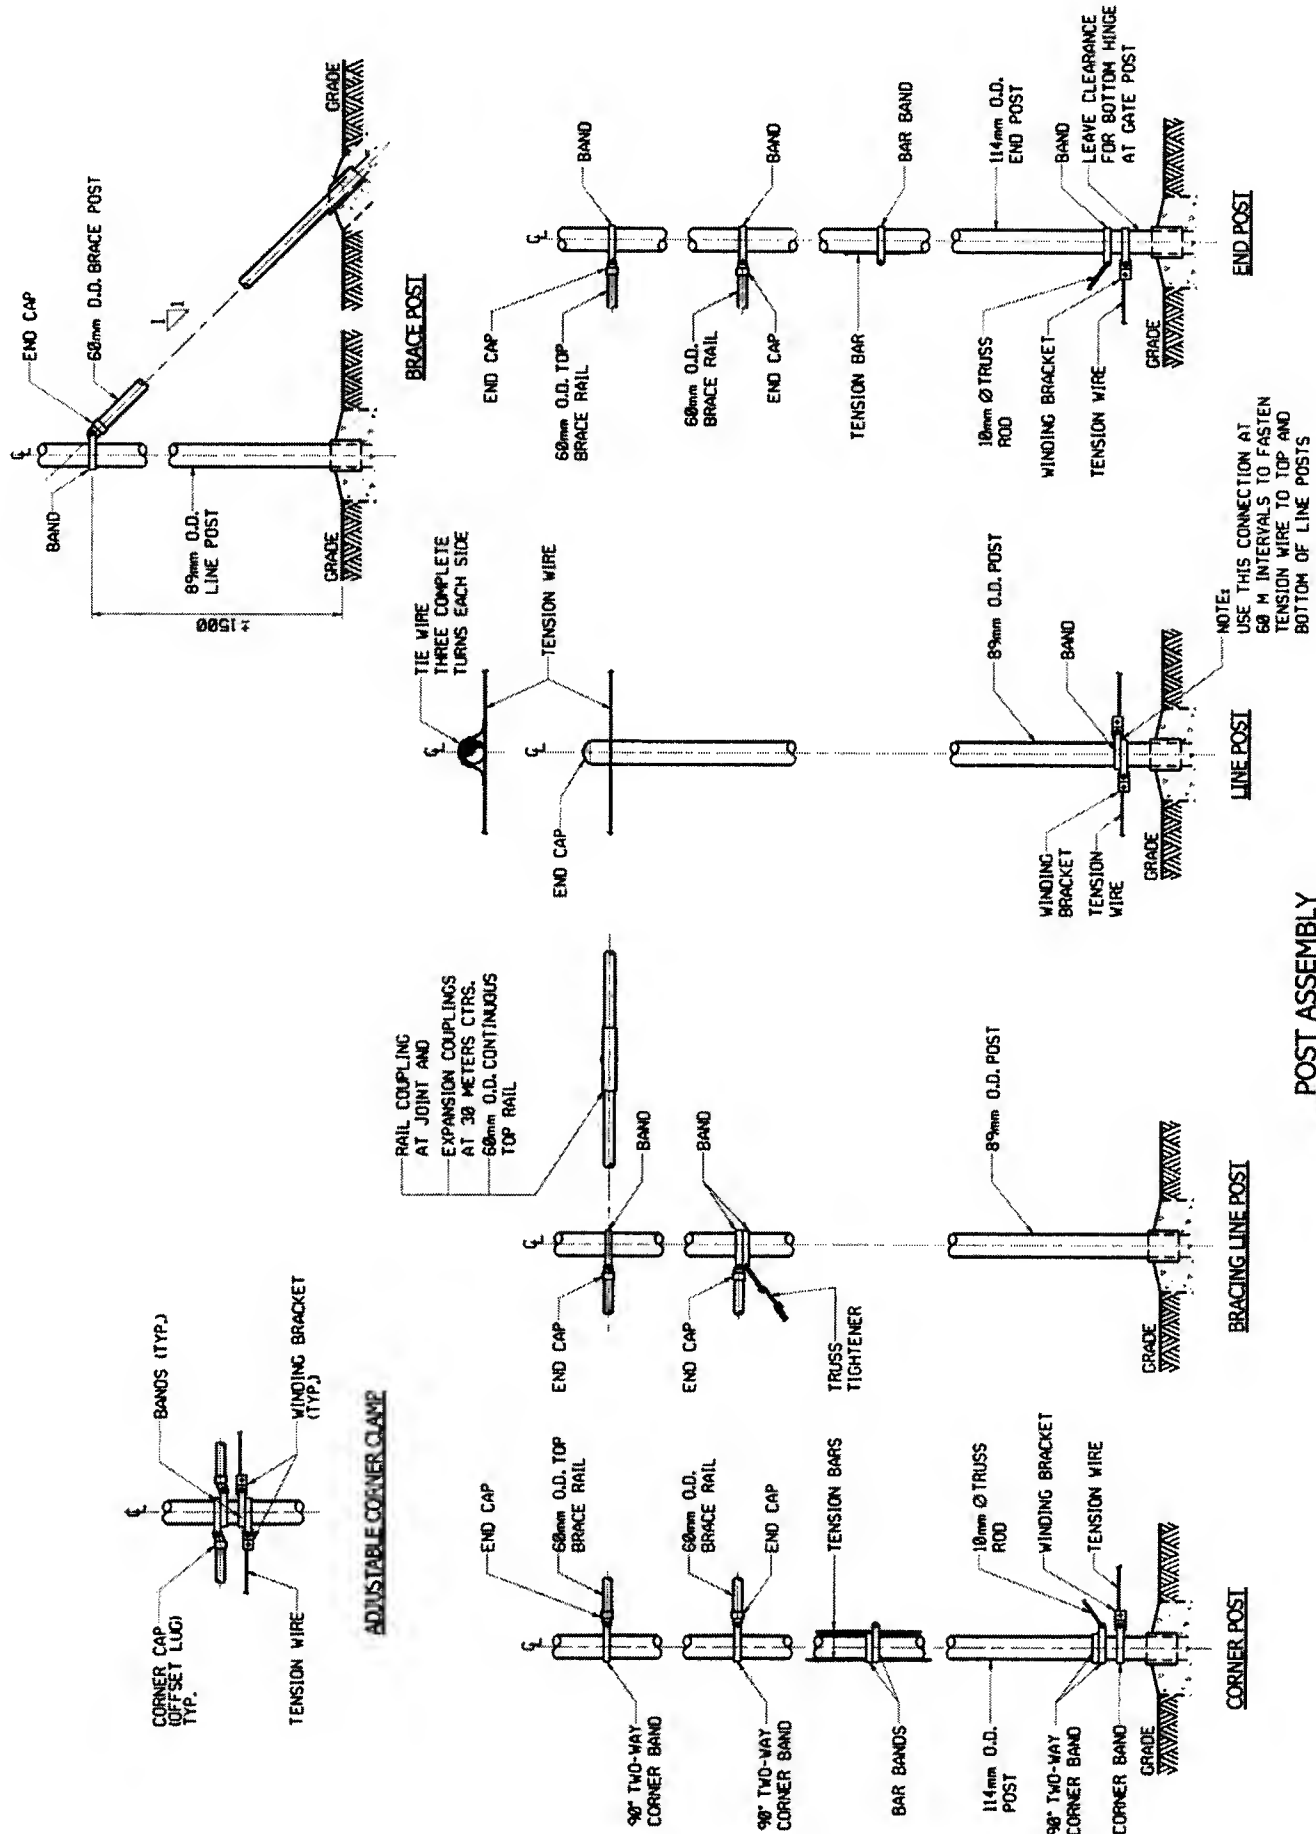 CORNER CAP
(OFFSET LUG)
TYP.
TENSION WIRE
BANDS (TYP.)
WINDING BRACKET
(TYP.)
ADJUSTABLE CORNER CLAMP
RAIL COUPLING
AT JOINT AND
EXPANSION COUPLINGS
AT 30 METERS CTRS.
60mm O.D. CONTINUOUS
TOP RAIL
TIE WIRE
THREE COMPLETE
TURNS EACH SIDE
TENSION WIRE
BAND
89mm O.D.
LINE POST
±1500
GRADE
END CAP
60mm O.D. BRACE POST
1
1
GRADE
BRACE POST
90° TWO-WAY
CORNER BAND
90° TWO-WAY
CORNER BAND
BAR BANDS
114mm O.D.
POST
90° TWO-WAY
CORNER BAND
CORNER BAND
GRADE
END CAP
60mm O.D. TOP
BRACE RAIL
60mm O.D.
BRACE RAIL
END CAP
TENSION BARS
10mm Ø TRUSS
ROD
WINDING BRACKET
TENSION WIRE
CORNER POST
END CAP
BAND
END CAP
BAND
TRUSS
TIGHTENER
89mm O.D. POST
GRADE
BRACING LINE POST
END CAP
89mm O.D. POST
BAND
WINDING
BRACKET
TENSION
WIRE
GRADE
LINE POST
NOTE:
USE THIS CONNECTION AT
60 M INTERVALS TO FASTEN
TENSION WIRE TO TOP AND
BOTTOM OF LINE POSTS
END CAP
60mm O.D. TOP
BRACE RAIL
60mm O.D.
BRACE RAIL
END CAP
TENSION BAR
10mm Ø TRUSS
ROD
WINDING BRACKET
TENSION WIRE
GRADE
BAND
BAND
BAR BAND
114mm O.D.
END POST
BAND
LEAVE CLEARANCE
FOR BOTTOM HINGE
AT GATE POST
END POST
POST ASSEMBLY